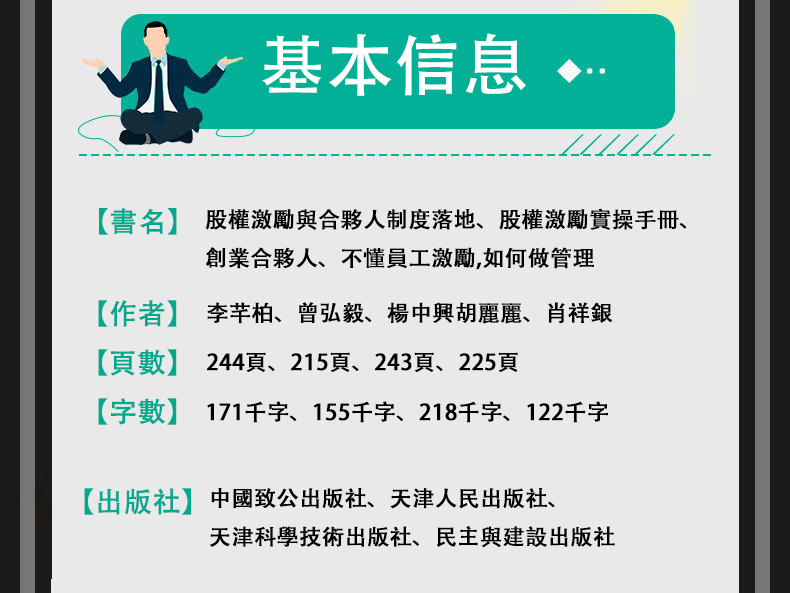 基本信息
【書名】 股權激勵與合夥人制度落地、股權激勵實操手冊、
創業合夥人、不懂員工激勵,如何做管理
【作者】 李芊柏、曾弘毅、楊中興胡麗麗、肖祥銀
【頁數】 244頁、215頁、243頁、225頁
【字數】 171千字、155千字、218千字、122千字
【出版社】 中國致公出版社、天津人民出版社、
天津科學技術出版社、民主與建設出版社